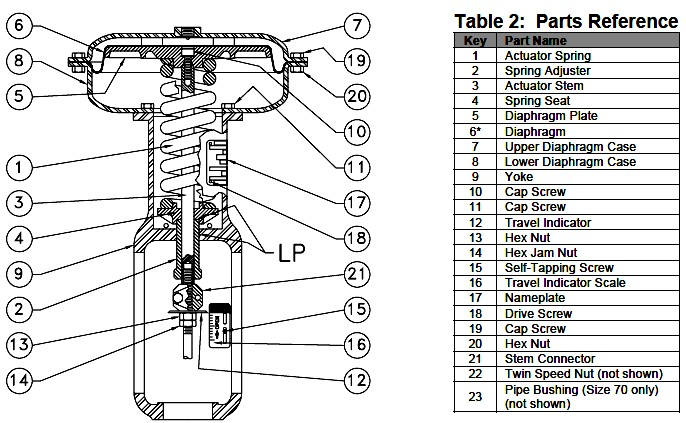 6
8
5
1
3
4
9
2
13
14
7
19
20
10
11
17
18
LP
21
15
16
12
OPEN
Table 2: Parts Reference
Key Part Name
1 Actuator Spring
2 Spring Adjuster
3 Actuator Stem
4 Spring Seat
5 Diaphragm Plate
6* Diaphragm
7 Upper Diaphragm Case
8 Lower Diaphragm Case
9 Yoke
10 Cap Screw
11 Cap Screw
12 Travel Indicator
13 Hex Nut
14 Hex Jam Nut
15 Self-Tapping Screw
16 Travel Indicator Scale
17 Nameplate
18 Drive Screw
19 Cap Screw
20 Hex Nut
21 Stem Connector
22 Twin Speed Nut (not shown)
23 Pipe Bushing (Size 70 only)
(not shown)